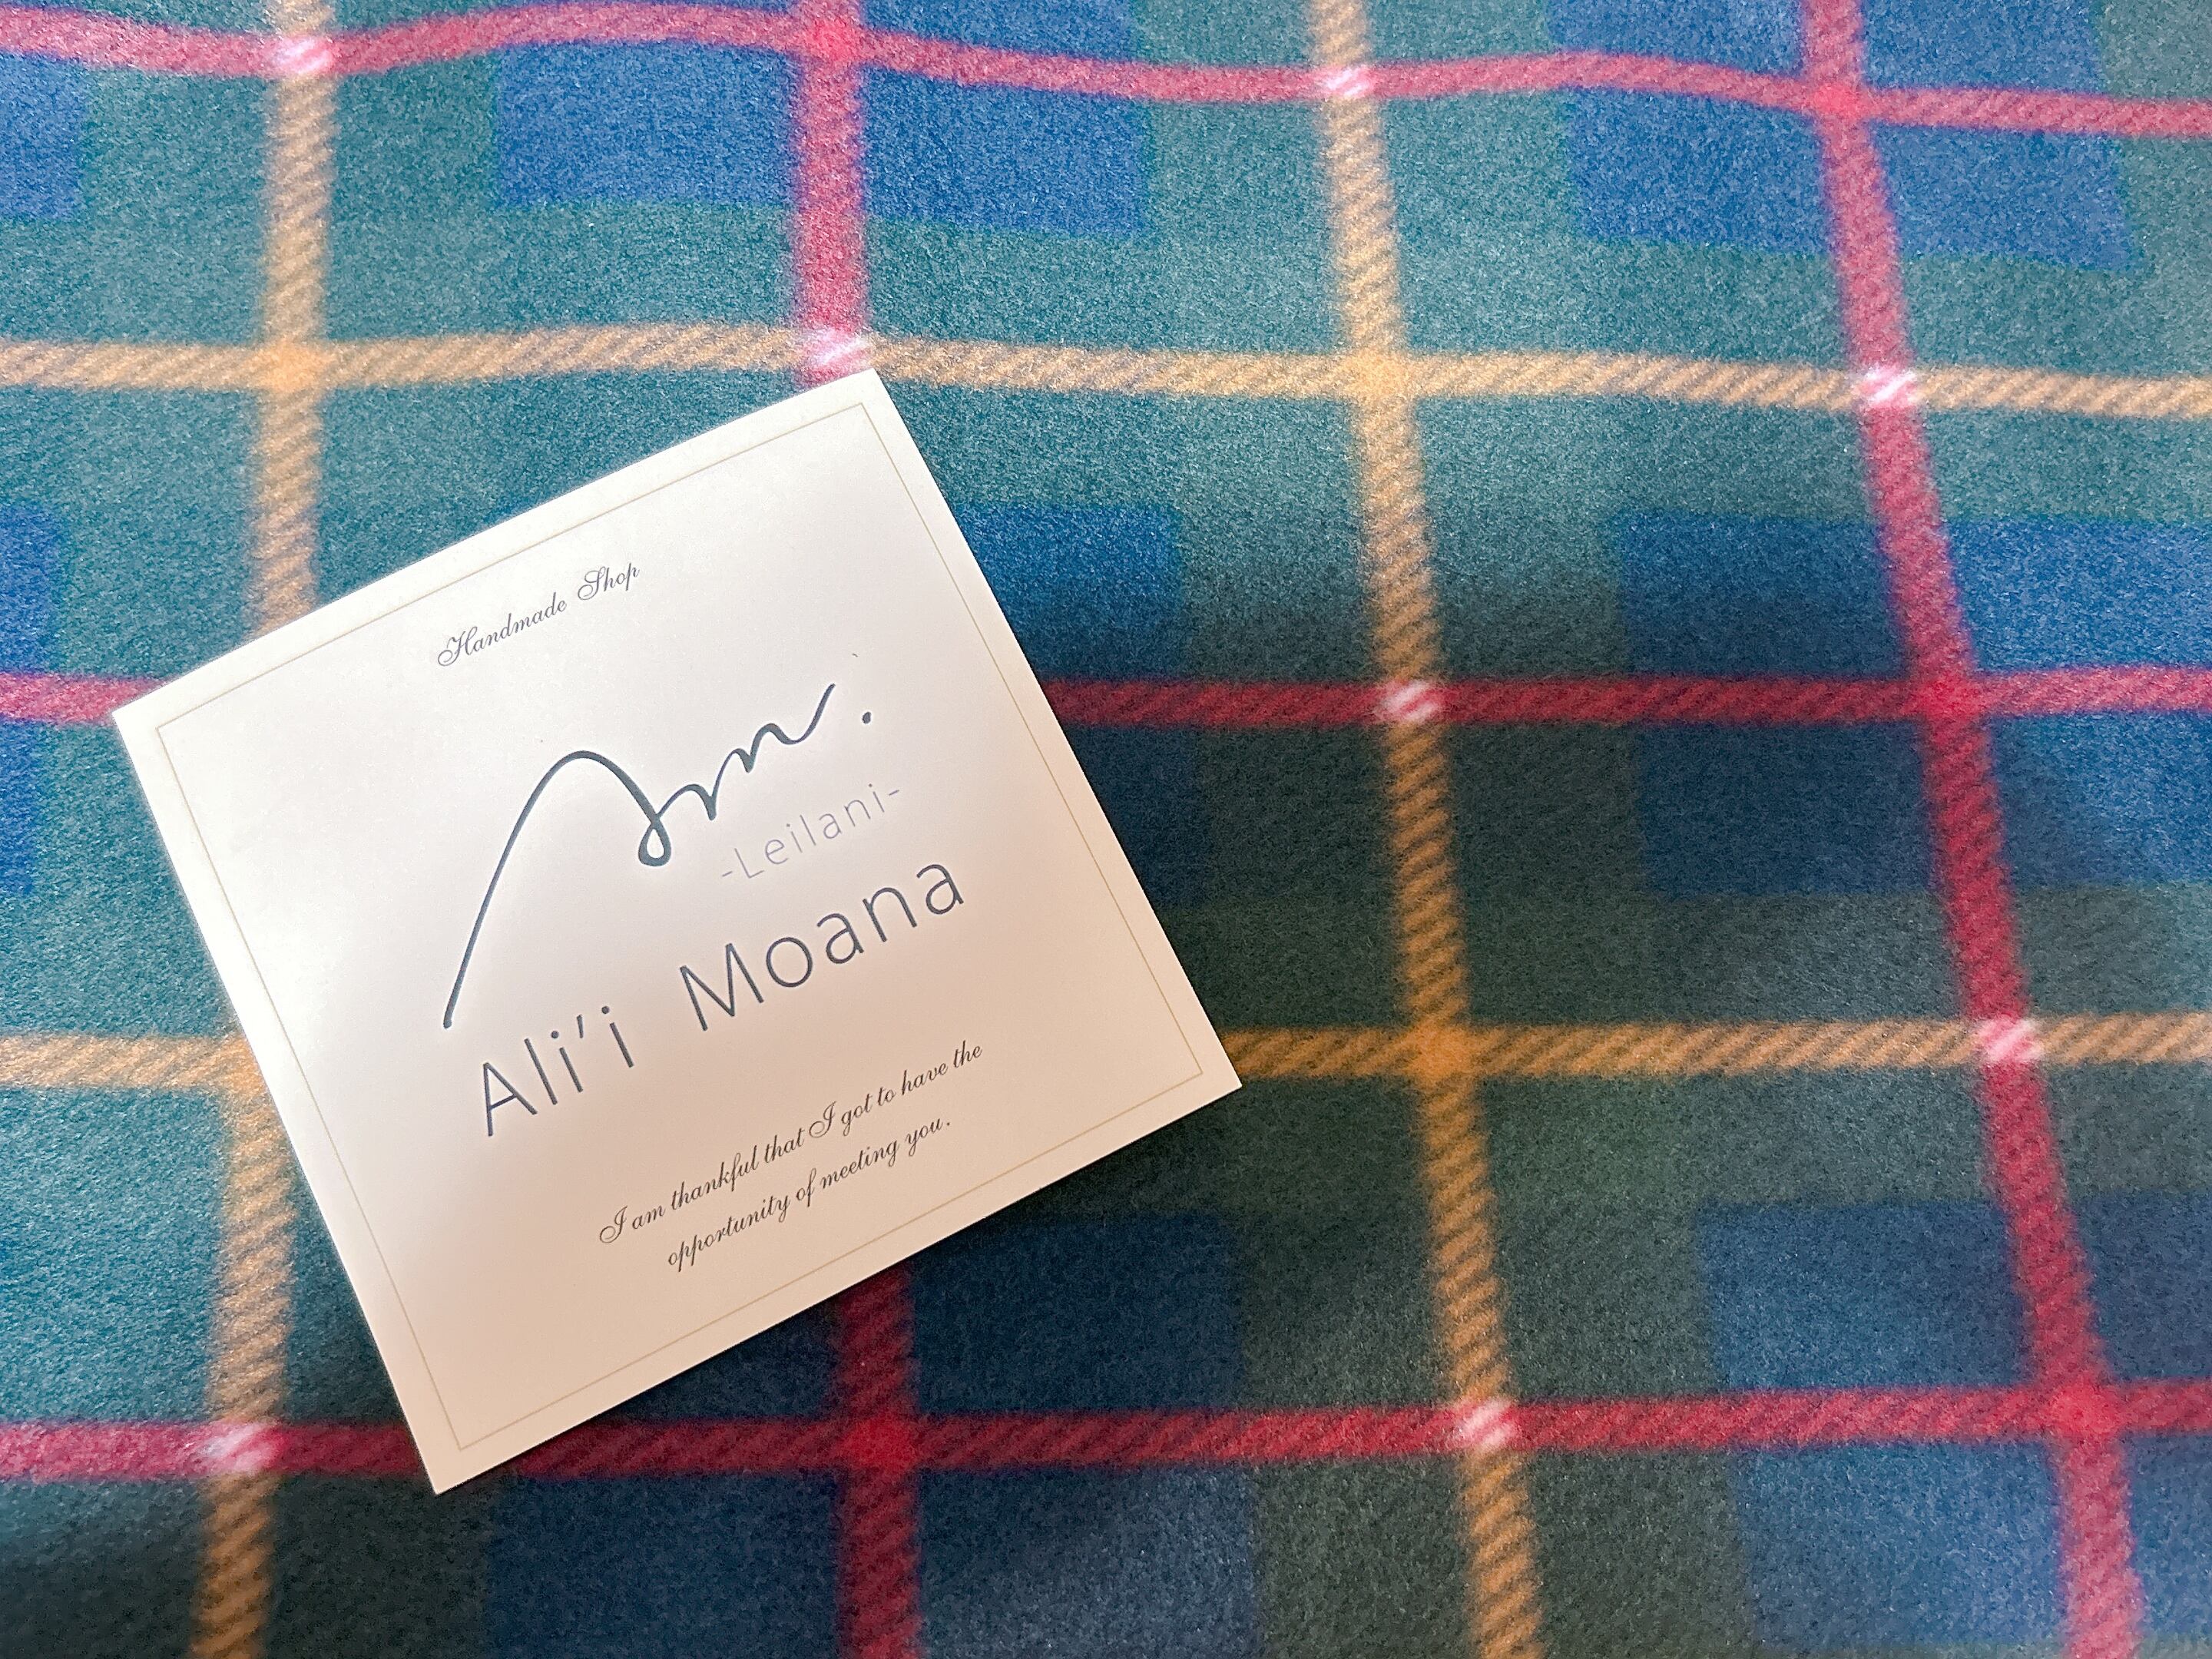 Handmade Shop
-Leilani-
Ali'i Moana
I am thankful that I got to have the
opportunity of meeting you.